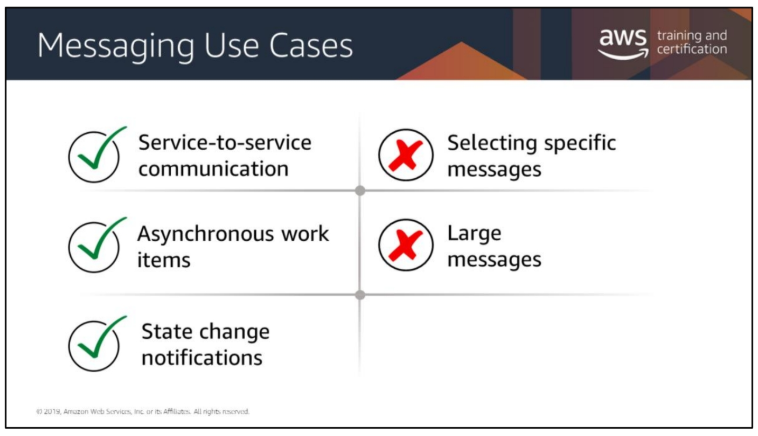 Messaging Use Cases
aws training and
certification
Service-to-service
communication
Selecting specific
messages
Asynchronous work
items
Large
messages
State change
notifications
© 2019, Amazon Web Services, Inc. or its Affiliates. All rights reserved.